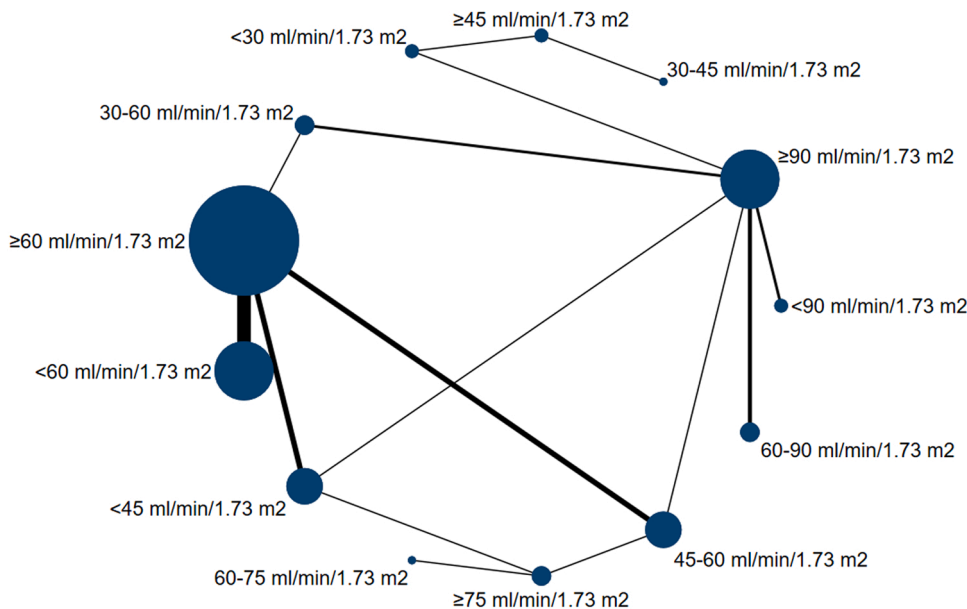 ≥45 ml/min/1.73 m2
<30 ml/min/1.73 m2
30-45 ml/min/1.73 m2
30-60 ml/min/1.73 m2
≥90 ml/min/1.73 m2
≥60 ml/min/1.73 m2
<90 ml/min/1.73 m2
<60 ml/min/1.73 m2
60-90 ml/min/1.73 m2
<45 ml/min/1.73 m2
45-60 ml/min/1.73 m2
60-75 ml/min/1.73 m2
≥75 ml/min/1.73 m2